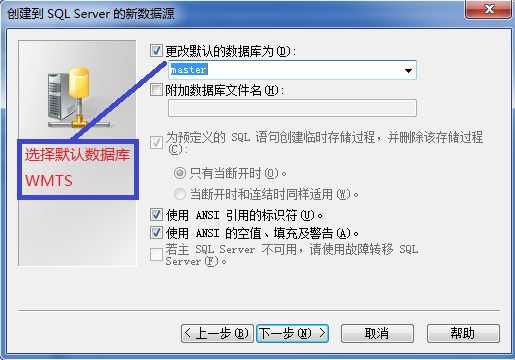 创建到 SQL Server 的新数据源
更改默认的数据库为(D):
master
附加数据库文件名(H):
选择默认数据库
WMTS
为预定义的 SQL 语句创建临时存储过程，并删除该存储过程
(C):
只有当断开时(O)。
当断开时和连结时同样适用(W)。
使用 ANSI 引用的标识符(U)。
使用 ANSI 的空值、填充及警告(A)。
若主 SQL Server 不可用，请使用故障转移 SQL
Server(F)。
< 上一步(B)
下一步(N) >
取消
帮助